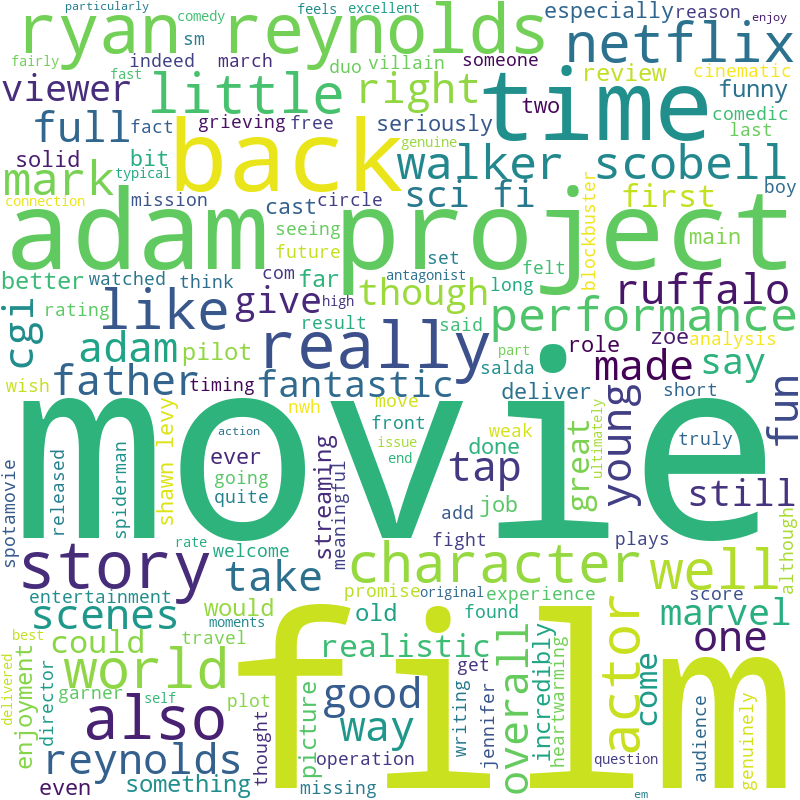 particularly comedy feels excellent
ryan reynolds especially reason enjoy
fairly sm indeed march duo villain someone netflix
fast viewer little right review cinematic
time two funny
full fact grieving free seriously comedic
back genuine last
solid bit walker scobell
typical
mark mission cast circle sci fi first boy
connection
adam project main
seeing
future blockbuster
better watched think com far set felt
antagonist long
like give high though ruffalo
rating result said performance
cgi adam pilot really part role zoe analysis
salda made say
wish father timing fantastic deliver short
nwh move
movie
action front issue weak done great young truly fun
ever end tap ultimately
going still
spotamovie released spiderman shawn levy quite streaming meaningful job
add
fight plays although
story rate welcome character well
take
entertainment promise original experience score
scenes would moments old found marvel
best travel
could realistic one
film
world get
delivered enjoyment director garner self plot good overall incredibly heartwarming actor come
also thought picture way writing jennifer audience genuinely
reynolds operation question
even something missing em